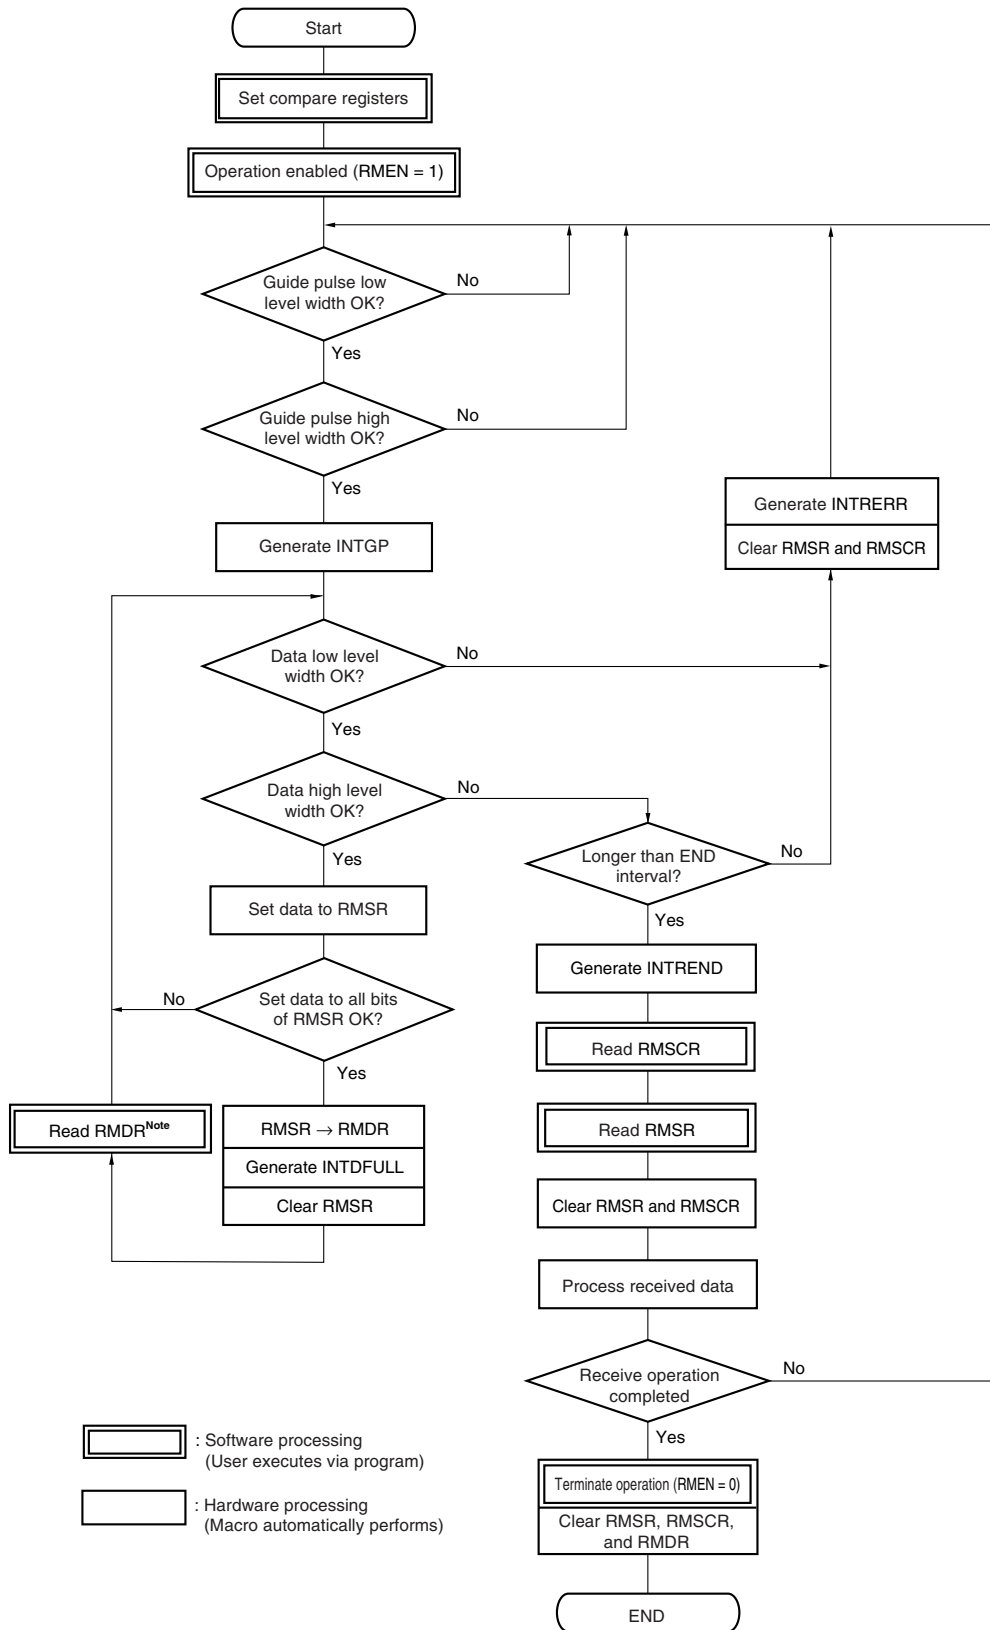 Start
Set compare registers
Operation enabled (RMEN = 1)
Guide pulse low
level width OK?
No
Yes
Guide pulse high
level width OK?
No
Yes
Generate INTGP
Generate INTRERR
Clear RMSR and RMSCR
Data low level
width OK?
No
Yes
Data high level
width OK?
No
Yes
Longer than END
interval?
No
Yes
Set data to RMSR
Set data to all bits
of RMSR OK?
No
Yes
Read RMDRNote
RMSR → RMDR
Generate INTDFULL
Clear RMSR
Generate INTREND
Read RMSCR
Read RMSR
Clear RMSR and RMSCR
Process received data
Receive operation
completed
No
Yes
Terminate operation (RMEN = 0)
Clear RMSR, RMSCR,
and RMDR
END
: Software processing
(User executes via program)
: Hardware processing
(Macro automatically performs)